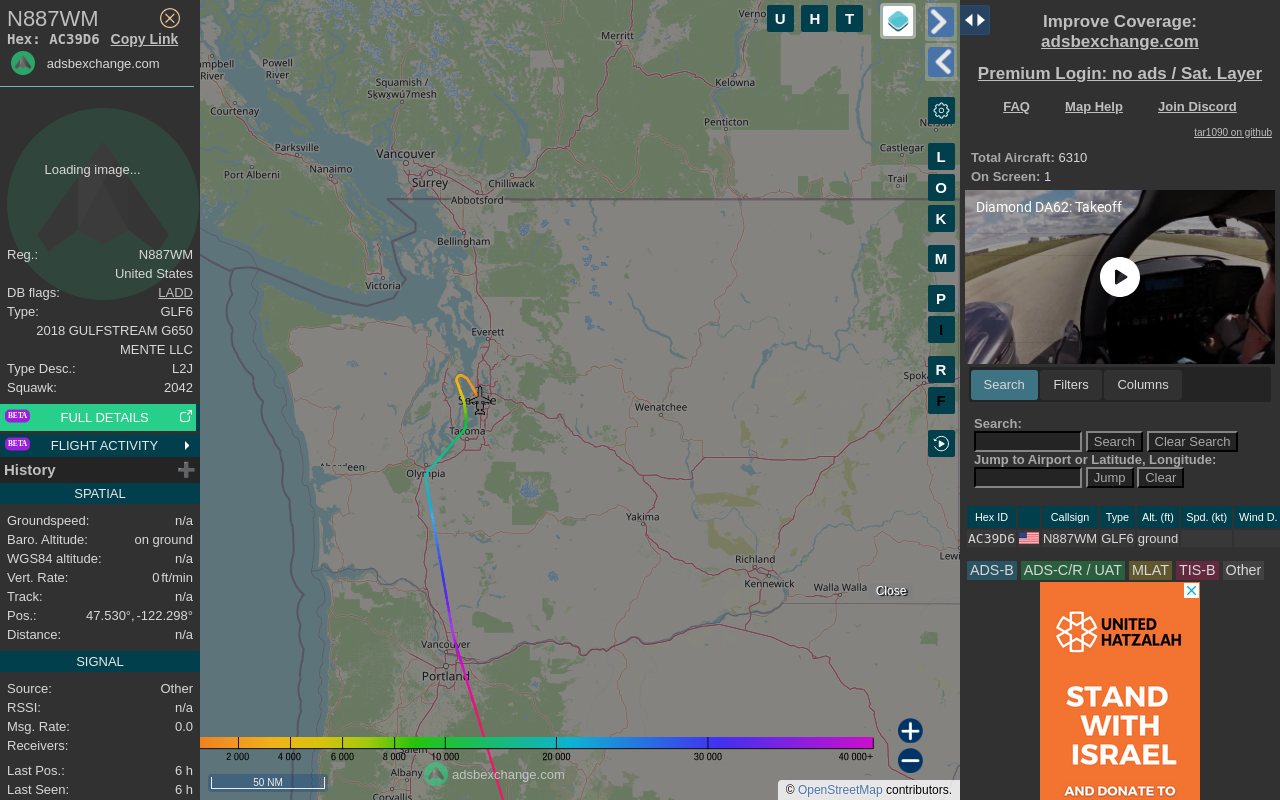 N887WM
Hex: AC39D6 Copy Link
adsbexchange.com
Loading image...
Reg.: N887WM
United States
DB flags: LADD
Type: GLF6
2018 GULFSTREAM G650
MENTE LLC
Type Desc.: L2J
Squawk: 2042
BETA FULL DETAILS
BETA FLIGHT ACTIVITY
History
SPATIAL
Groundspeed: n/a
Baro. Altitude: on ground
WGS84 altitude: n/a
Vert. Rate: 0 ft/min
Track: n/a
Pos.: 47.530°, -122.298°
Distance: n/a
SIGNAL
Source: Other
RSSI: n/a
Msg. Rate: 0.0
Receivers:
Last Pos.: 6 h
Last Seen: 6 h
Merritt
Powell
River
mpbell
River
Squamish /
Sḵwx̱wú7mesh
Kelowna
Courtenay
Penticton
Parksville
Vancouver
Castlegar
Nanaimo
Port Alberni
Surrey
Chilliwack
Trail
Abbotsford
Bellingham
Victoria
Everett
Wenatchee
Tacoma
Aberdeen
Olympia
Yakima
Richland
Kennewick
Walla Walla
Close
Vancouver
Portland
Albany
Corvallis
2 000 4 000 6 000 8 000 10 000 20 000 30 000 40 000+
50 NM
adsbexchange.com
© OpenStreetMap contributors.
U H T
L
O
K
M
P
I
R
F
Improve Coverage:
adsbexchange.com
Premium Login: no ads / Sat. Layer
FAQ Map Help Join Discord
tar1090 on github
Total Aircraft: 6310
On Screen: 1
Diamond DA62: Takeoff
Search Filters Columns
Search:
Search Clear Search
Jump to Airport or Latitude, Longitude:
Jump Clear
Hex ID Callsign Type Alt. (ft) Spd. (kt) Wind D.
AC39D6 N887WM GLF6 ground
ADS-B ADS-C/R / UAT MLAT TIS-B Other
UNITED
HATZALAH
STAND
WITH
ISRAEL
AND DONATE TO